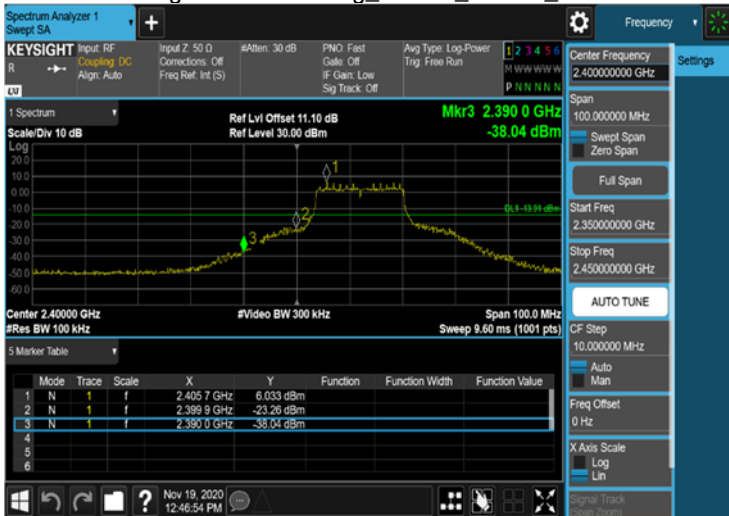 Spectrum Analyzer 1
Swept SA
+
Frequency
KEYSIGHT
R
Input: RF
Coupling: DC
Align: Auto
Input Z: 50 Ω
Corrections: Off
Freq Ref: Int (S)
#Atten: 30 dB
PNO: Fast
Gate: Off
IF Gain: Low
Sig Track: Off
Avg Type: Log-Power
Trig: Free Run
1 2 3 4 5 6
M W W W W W
P N N N N N
Center Frequency
2.400000000 GHz
Settings
Span
100.000000 MHz
Swept Span
Zero Span
Full Span
Start Freq
2.350000000 GHz
Stop Freq
2.450000000 GHz
AUTO TUNE
CF Step
10.000000 MHz
Auto
Man
Freq Offset
0 Hz
X Axis Scale
Log
Lin
Signal Track
(Span Zoom)
1 Spectrum
Scale/Div 10 dB
Ref Lvl Offset 11.10 dB
Ref Level 30.00 dBm
Mkr3 2.390 0 GHz
-38.04 dBm
Log
20.0
10.0
0.00
-10.0
-20.0
-30.0
-40.0
-50.0
-60.0
1
2
3
DL1 -13.91 dBm
Center 2.40000 GHz
#Video BW 300 kHz
Span 100.0 MHz
#Res BW 100 kHz
Sweep 9.60 ms (1001 pts)
5 Marker Table
Mode Trace Scale X Y Function Function Width Function Value
1 N 1 f 2.405 7 GHz 6.033 dBm
2 N 1 f 2.399 9 GHz -23.26 dBm
3 N 1 f 2.390 0 GHz -38.04 dBm
4
5
6
?
Nov 19, 2020
12:46:54 PM